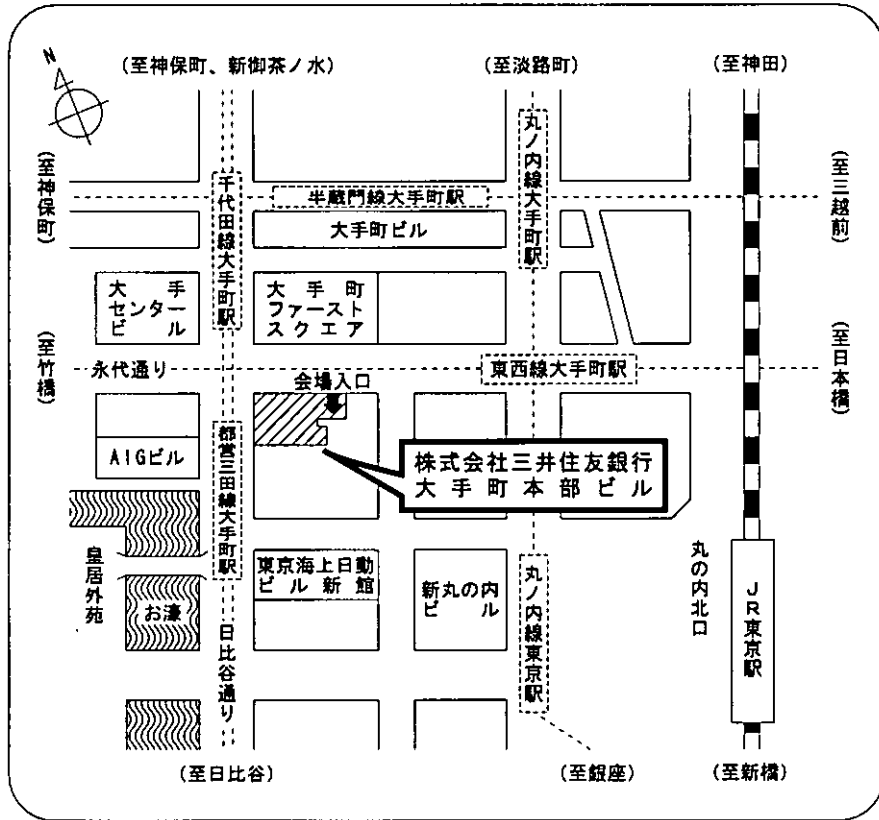 N
(至神保町、新御茶ノ水)
(至淡路町)
(至神田)
(至神保町)
千代田線大手町駅
半蔵門線大手町駅
丸ノ内線大手町駅
(至三越前)
大手町ビル
大手
センター
ビル
大手町
ファースト
スクエア
(至竹橋)
永代通り
東西線大手町駅
(至日本橋)
会場入口
AIGビル
都営三田線大手町駅
株式会社三井住友銀行
大手町本部ビル
皇居外苑
お濠
東京海上日動
ビル新館
新丸の内
ビル
丸ノ内線東京駅
丸の内北口
JR東京駅
日比谷通り
(至日比谷)
(至銀座)
(至新橋)